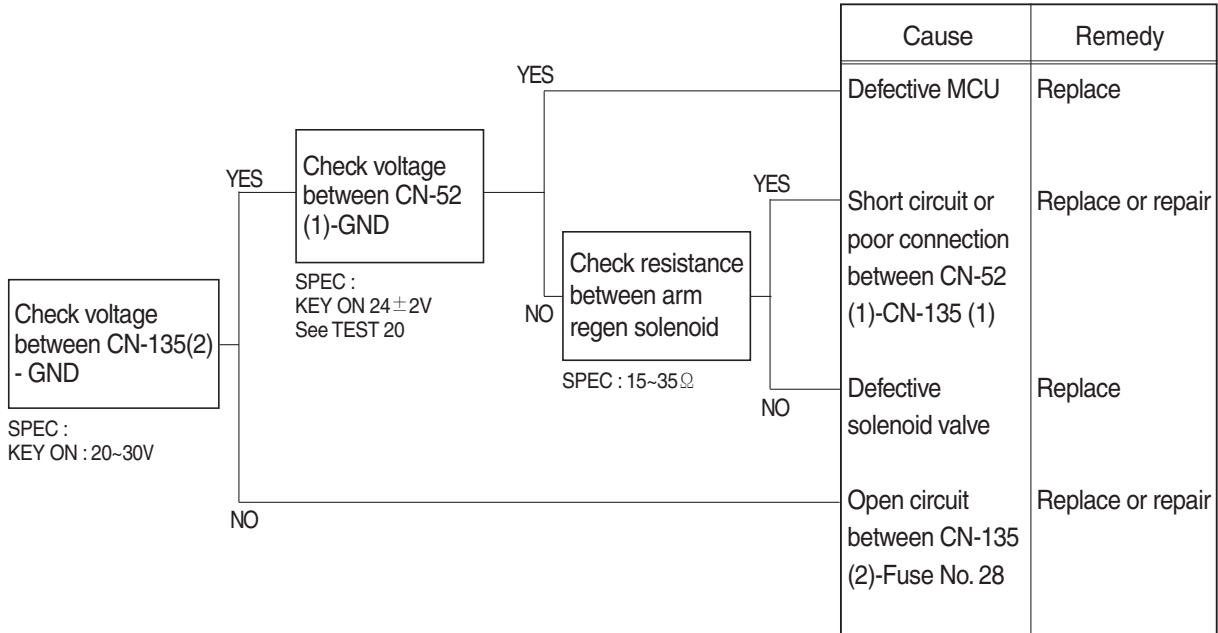 Cause
Remedy
YES
Defective MCU
Replace
YES
Check voltage
between CN-52
(1)-GND
SPEC :
KEY ON 24±2V
See TEST 20
YES
Short circuit or
poor connection
between CN-52
(1)-CN-135 (1)
Replace or repair
NO
Check resistance
between arm
regen solenoid
SPEC : 15~35Ω
Check voltage
between CN-135(2)
- GND
SPEC :
KEY ON : 20~30V
NO
Defective
solenoid valve
Replace
NO
Open circuit
between CN-135
(2)-Fuse No. 28
Replace or repair